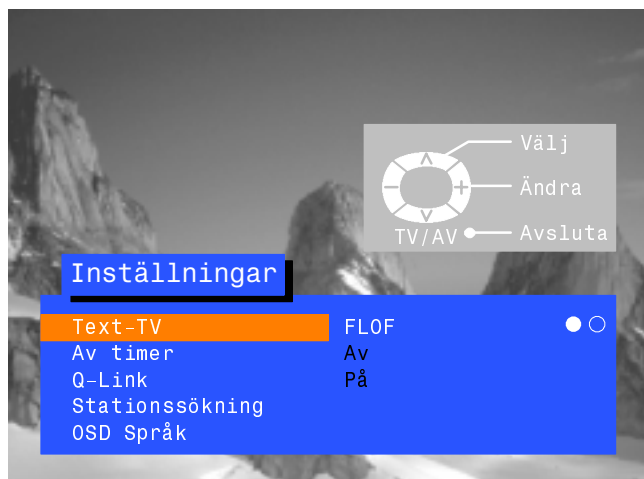 Välj
Ändra
TV/AV Avsluta
Inställningar
Text-TV FLOF
Av timer Av
Q-Link På
Stationssökning
OSD Språk